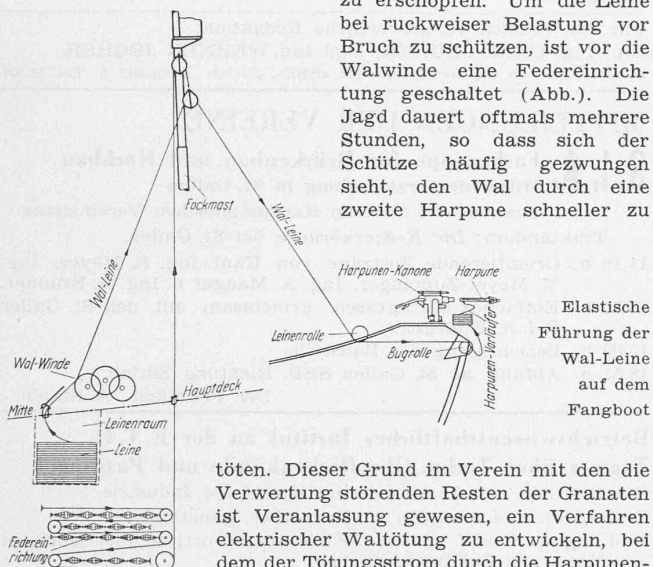 zu erschöpfen. Um die Leine
bei ruckweiser Belastung vor
Bruch zu schützen, ist vor die
Walwinde eine Federeinrich-
tung geschaltet (Abb.). Die
Jagd dauert oftmals mehrere
Stunden, so dass sich der
Schütze häufig gezwungen
sieht, den Wal durch eine
zweite Harpune schneller zu
Fockmast
Wal-Leine
Wal-Leine
Harpunen-Kanone
Harpune
Harpunen-Vorläufer
Leinenrolle
Bugrolle
Wal-Winde
Hauptdeck
Mitte
Leinenraum
Leine
Federein-
richtung
Elastische
Führung der
Wal-Leine
auf dem
Fangboot
töten. Dieser Grund im Verein mit den die
Verwertung störenden Resten der Granaten
ist Veranlassung gewesen, ein Verfahren
elektrischer Waltötung zu entwickeln, bei
dem der Tötungsstrom durch die Harpunen-